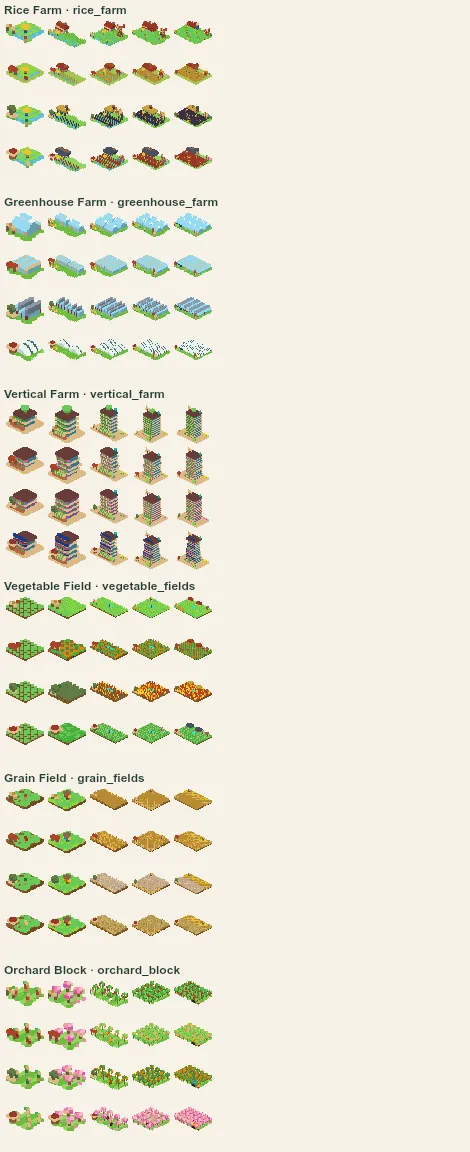 Rice Farm · rice_farm
Greenhouse Farm · greenhouse_farm
Vertical Farm · vertical_farm
Vegetable Field · vegetable_fields
Grain Field · grain_fields
Orchard Block · orchard_block